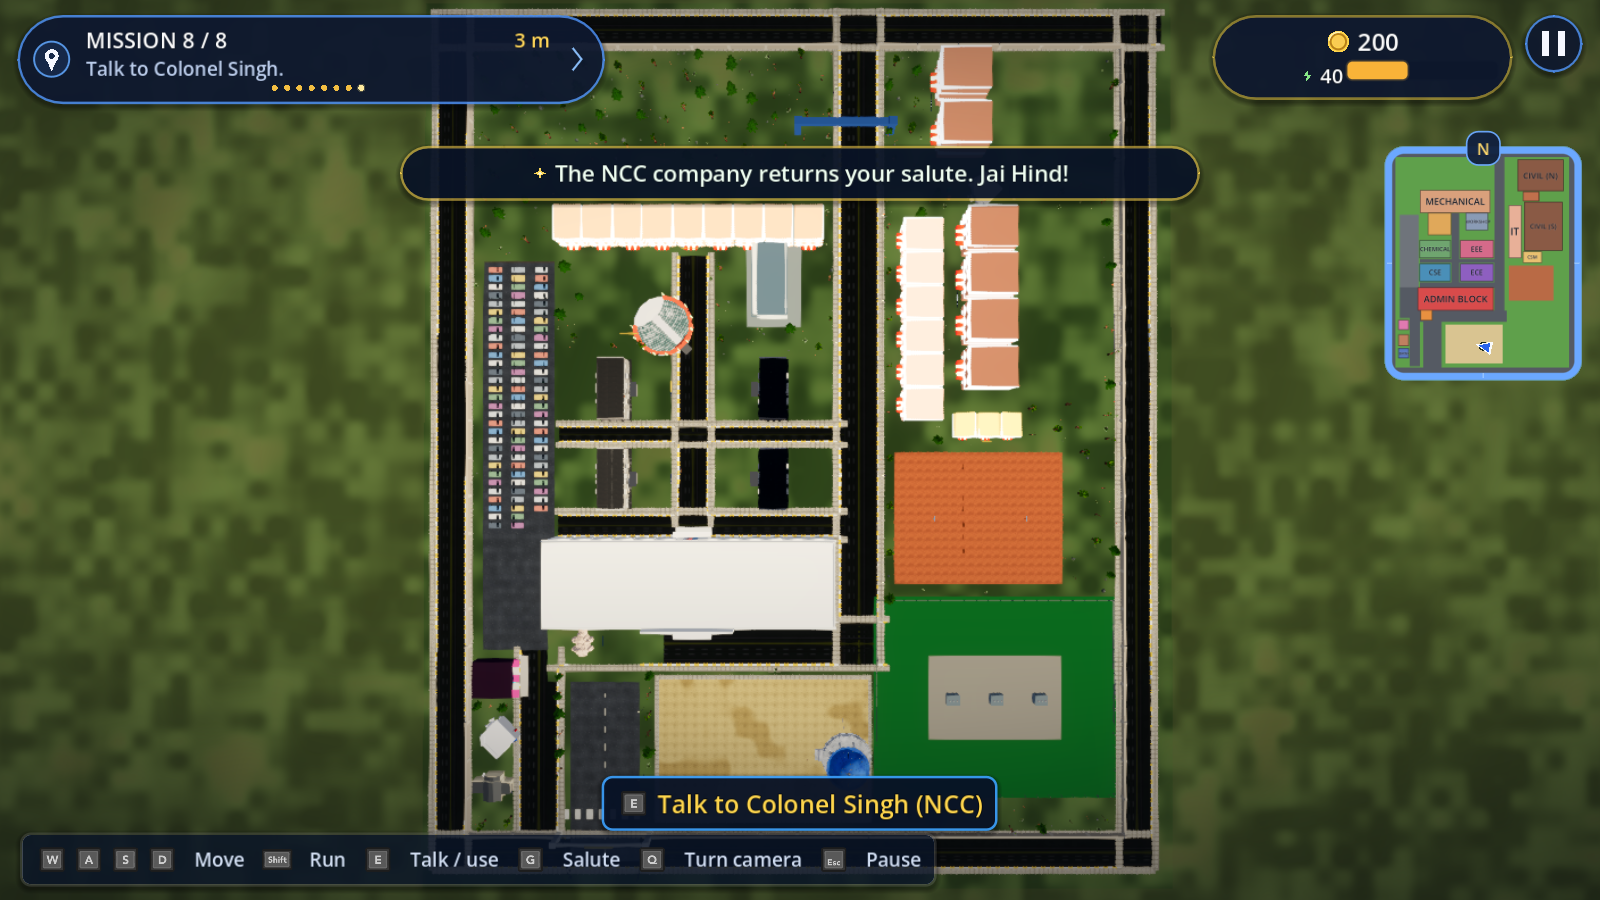 MISSION 8 / 8
3 m
Talk to Colonel Singh.
200
40
The NCC company returns your salute. Jai Hind!
N
CIVIL (N)
MECHANICAL
IT
CIVIL (S)
CHEMICAL
EEE
CSE
ECE
ADMIN BLOCK
E Talk to Colonel Singh (NCC)
W A S D Move Shift Run E Talk / use G Salute Q Turn camera Esc Pause